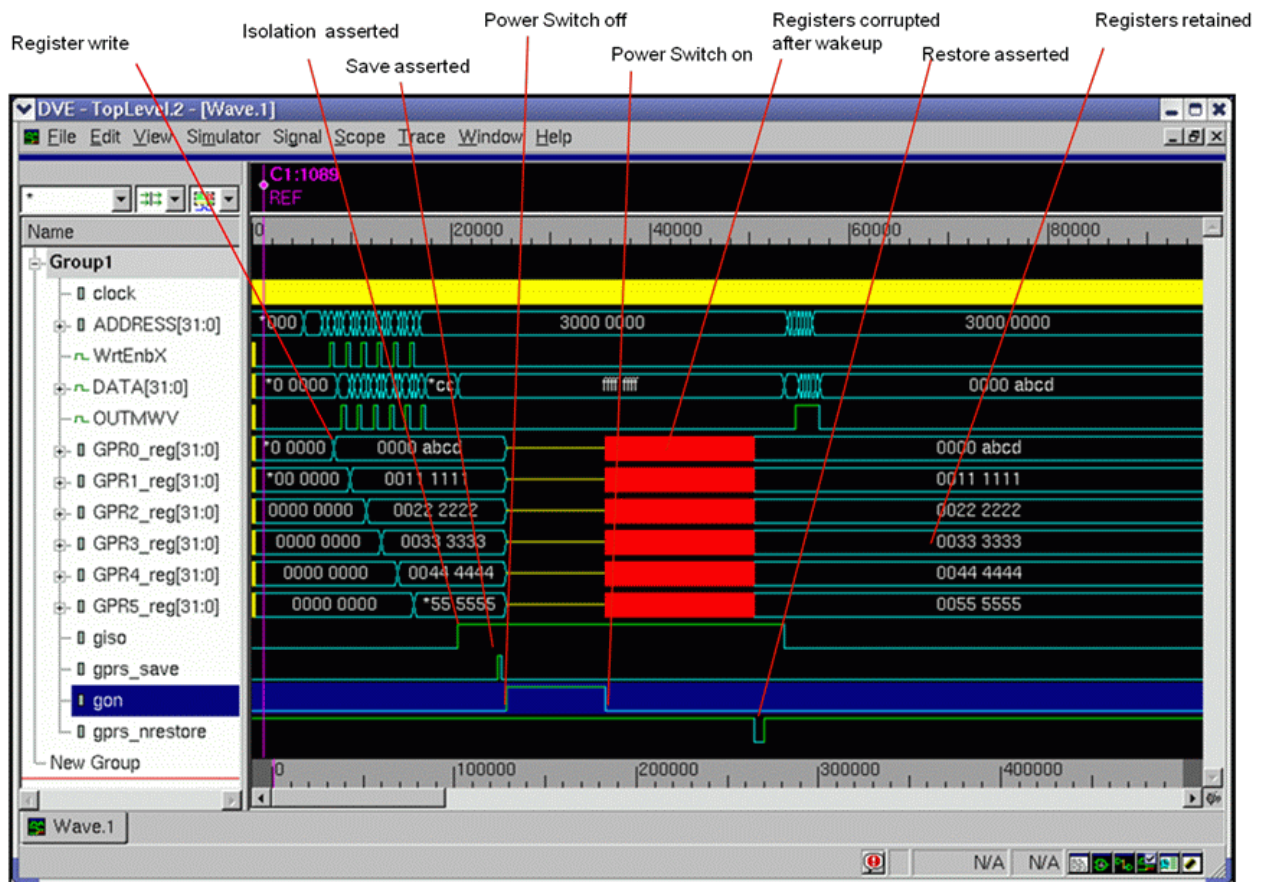 Register write
Isolation asserted
Save asserted
Power Switch off
Power Switch on
Registers corrupted
after wakeup
Restore asserted
Registers retained
DVE - TopLevel.2 - [Wave.1]
File Edit View Simulator Signal Scope Trace Window Help
C1:1089
REF
*
Name
0 20000 40000 60000 80000
Group1
clock
ADDRESS[31:0] *000 3000 0000 3000 0000
WrtEnbX
DATA[31:0] *0 0000 *cc ffff ffff 0000 abcd
OUTMWV
GPR0_reg[31:0] *0 0000 0000 abcd 0000 abcd
GPR1_reg[31:0] *00 0000 0011 1111 0011 1111
GPR2_reg[31:0] 0000 0000 0022 2222 0022 2222
GPR3_reg[31:0] 0000 0000 0033 3333 0033 3333
GPR4_reg[31:0] 0000 0000 0044 4444 0044 4444
GPR5_reg[31:0] 0000 0000 *55 5555 0055 5555
giso
gprs_save
gon
gprs_nrestore
New Group
0 100000 200000 300000 400000
Wave.1
N/A N/A